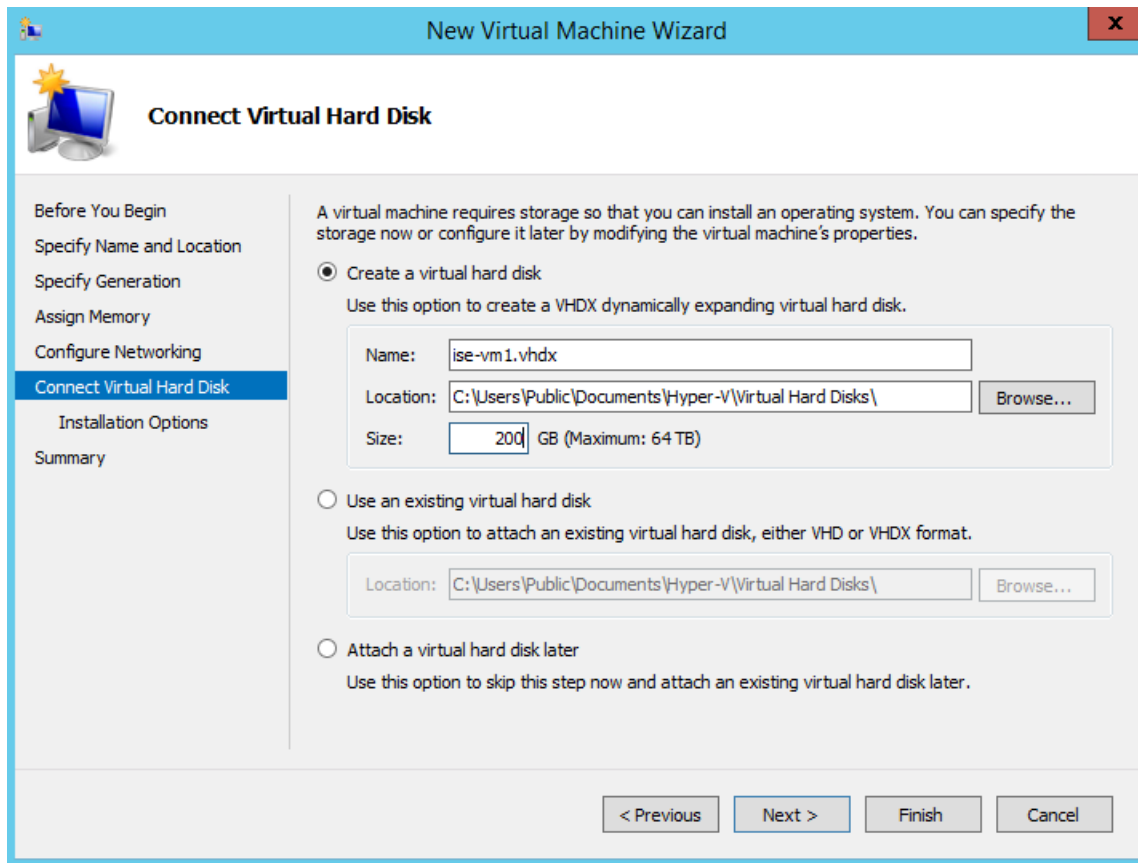 New Virtual Machine Wizard
x
Connect Virtual Hard Disk
Before You Begin
Specify Name and Location
Specify Generation
Assign Memory
Configure Networking
Connect Virtual Hard Disk
Installation Options
Summary
A virtual machine requires storage so that you can install an operating system. You can specify the
storage now or configure it later by modifying the virtual machine's properties.
Create a virtual hard disk
Use this option to create a VHDX dynamically expanding virtual hard disk.
Name: ise-vm1.vhdx
Location: C:\Users\Public\Documents\Hyper-V\Virtual Hard Disks\ Browse...
Size: 200 GB (Maximum: 64 TB)
Use an existing virtual hard disk
Use this option to attach an existing virtual hard disk, either VHD or VHDX format.
Location: C:\Users\Public\Documents\Hyper-V\Virtual Hard Disks\ Browse...
Attach a virtual hard disk later
Use this option to skip this step now and attach an existing virtual hard disk later.
< Previous Next > Finish Cancel